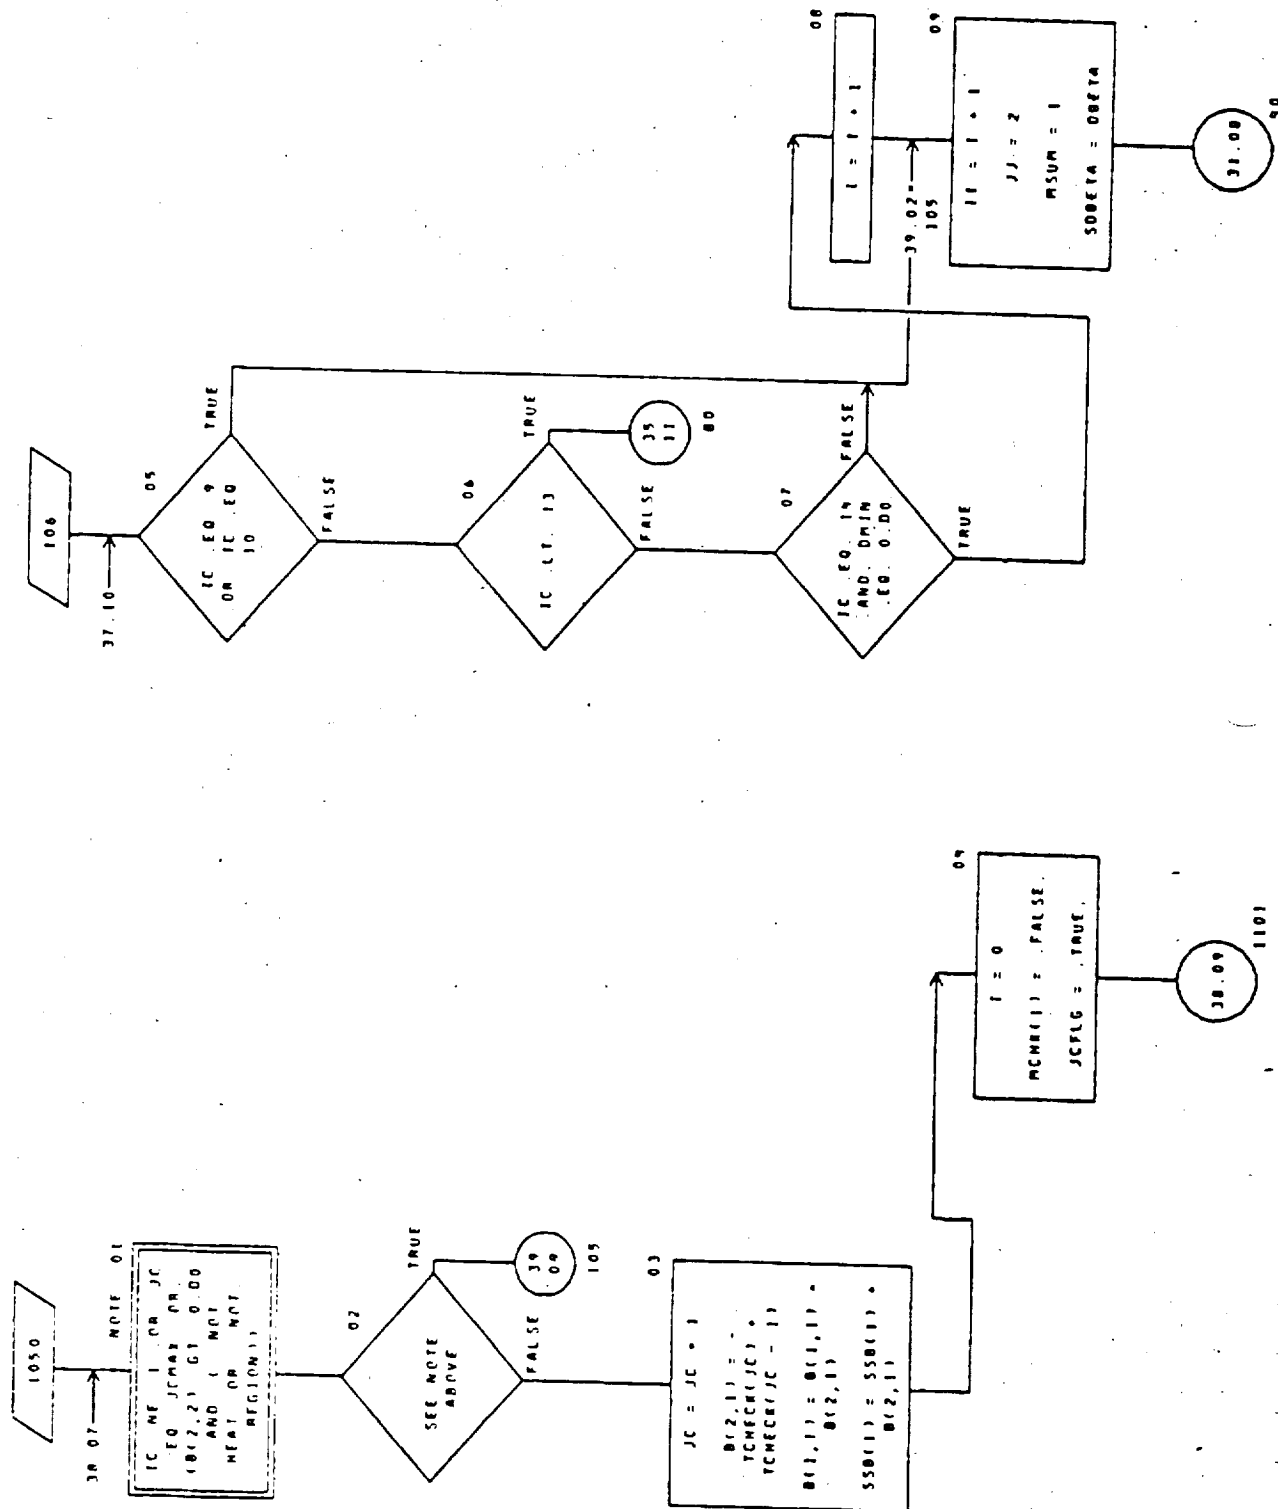 1050
38.07
NOTE 01
IC .NE. 1 .OR. JC
.EQ. JCMAX .OR.
(B(2,2) .GT. 0.D0
.AND. ( .NOT.
HEAT .OR. .NOT.
REGION))
02
SEE NOTE
ABOVE
TRUE
39
09
105
FALSE
03
JC = JC + 1
B(2,1) = -
TCHECK(JC) +
TCHECK(JC - 1)
B(1,1) = B(1,1) +
B(2,1)
SSB(1) = SSB(1) +
B(2,1)
04
I = 0
MCHR(1) = .FALSE.
JCFLG = .TRUE.
38.09
1101
106
37.10
05
IC .EQ. 9
.OR. IC .EQ.
10
TRUE
FALSE
06
IC .LT. 13
TRUE
35
11
80
FALSE
07
IC .EQ. 14
.AND. DMIN
.EQ. 0.D0
FALSE
TRUE
08
I = I + 1
39.02
105
09
II = I + 1
JJ = 2
MSUM = 1
SDBETA = DBETA
31.08
90